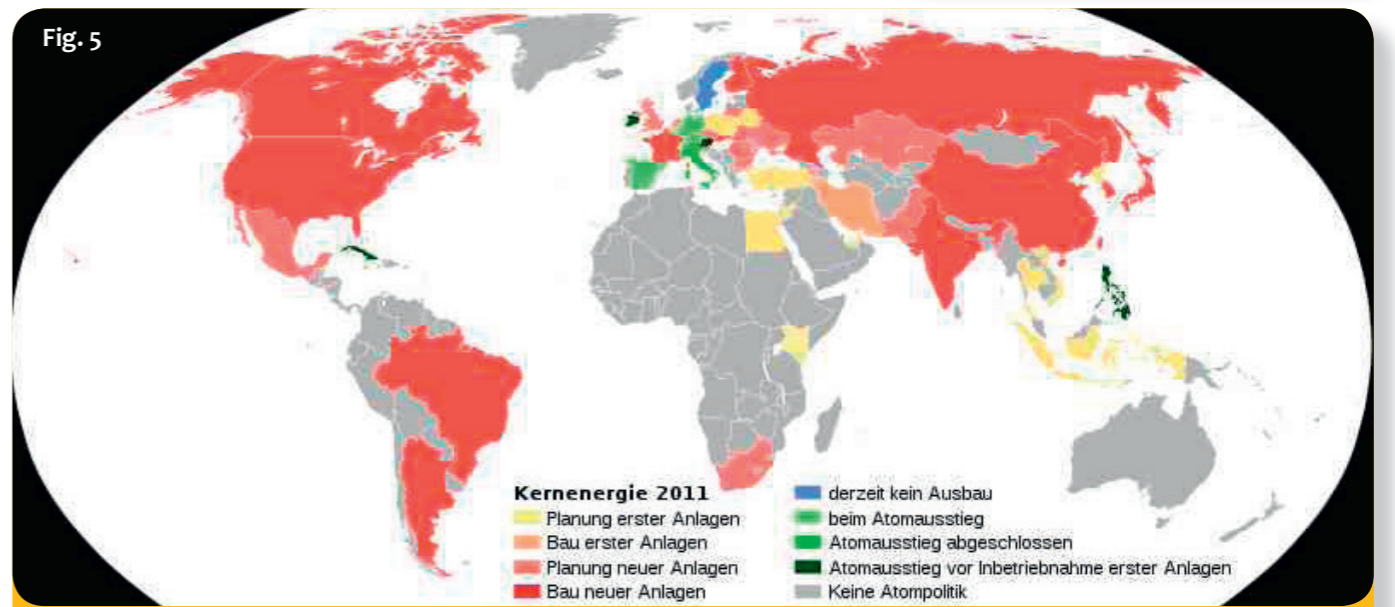 Fig. 5
Kernenergie 2011
Planung erster Anlagen
Bau erster Anlagen
Planung neuer Anlagen
Bau neuer Anlagen
derzeit kein Ausbau
beim Atomausstieg
Atomausstieg abgeschlossen
Atomausstieg vor Inbetriebnahme erster Anlagen
Keine Atompolitik